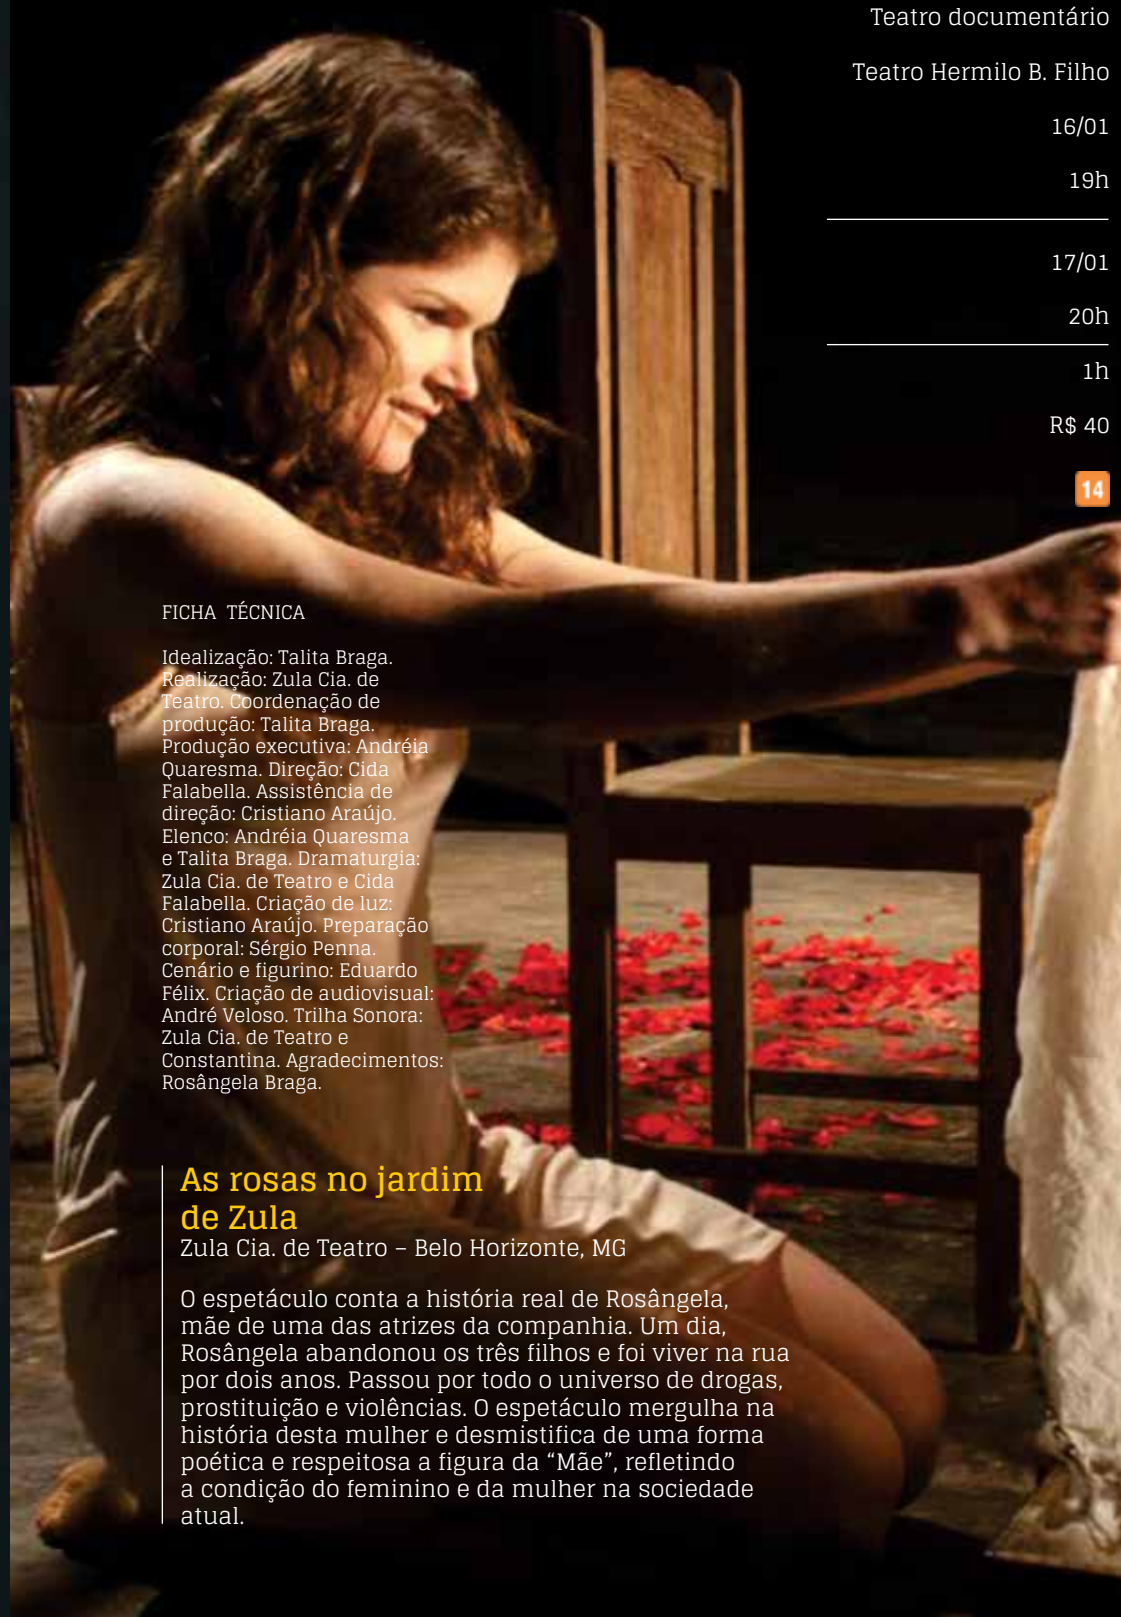 Teatro documentário
Teatro Hermilo B. Filho
16/01
19h
17/01
20h
1h
R$ 40
14
FICHA TÉCNICA
Idealização: Talita Braga.
Realização: Zula Cia. de
Teatro. Coordenação de
produção: Talita Braga.
Produção executiva: Andréia
Quaresma. Direção: Cida
Falabella. Assistência de
direção: Cristiano Araújo.
Elenco: Andréia Quaresma
e Talita Braga. Dramaturgia:
Zula Cia. de Teatro e Cida
Falabella. Criação de luz:
Cristiano Araújo. Preparação
corporal: Sérgio Penna.
Cenário e figurino: Eduardo
Félix. Criação de audiovisual:
André Veloso. Trilha Sonora:
Zula Cia. de Teatro e
Constantina. Agradecimentos:
Rosângela Braga.
As rosas no jardim
de Zula
Zula Cia. de Teatro – Belo Horizonte, MG
O espetáculo conta a história real de Rosângela,
mãe de uma das atrizes da companhia. Um dia,
Rosângela abandonou os três filhos e foi viver na rua
por dois anos. Passou por todo o universo de drogas,
prostituição e violências. O espetáculo mergulha na
história desta mulher e desmistifica de uma forma
poética e respeitosa a figura da “Mãe”, refletindo
a condição do feminino e da mulher na sociedade
atual.